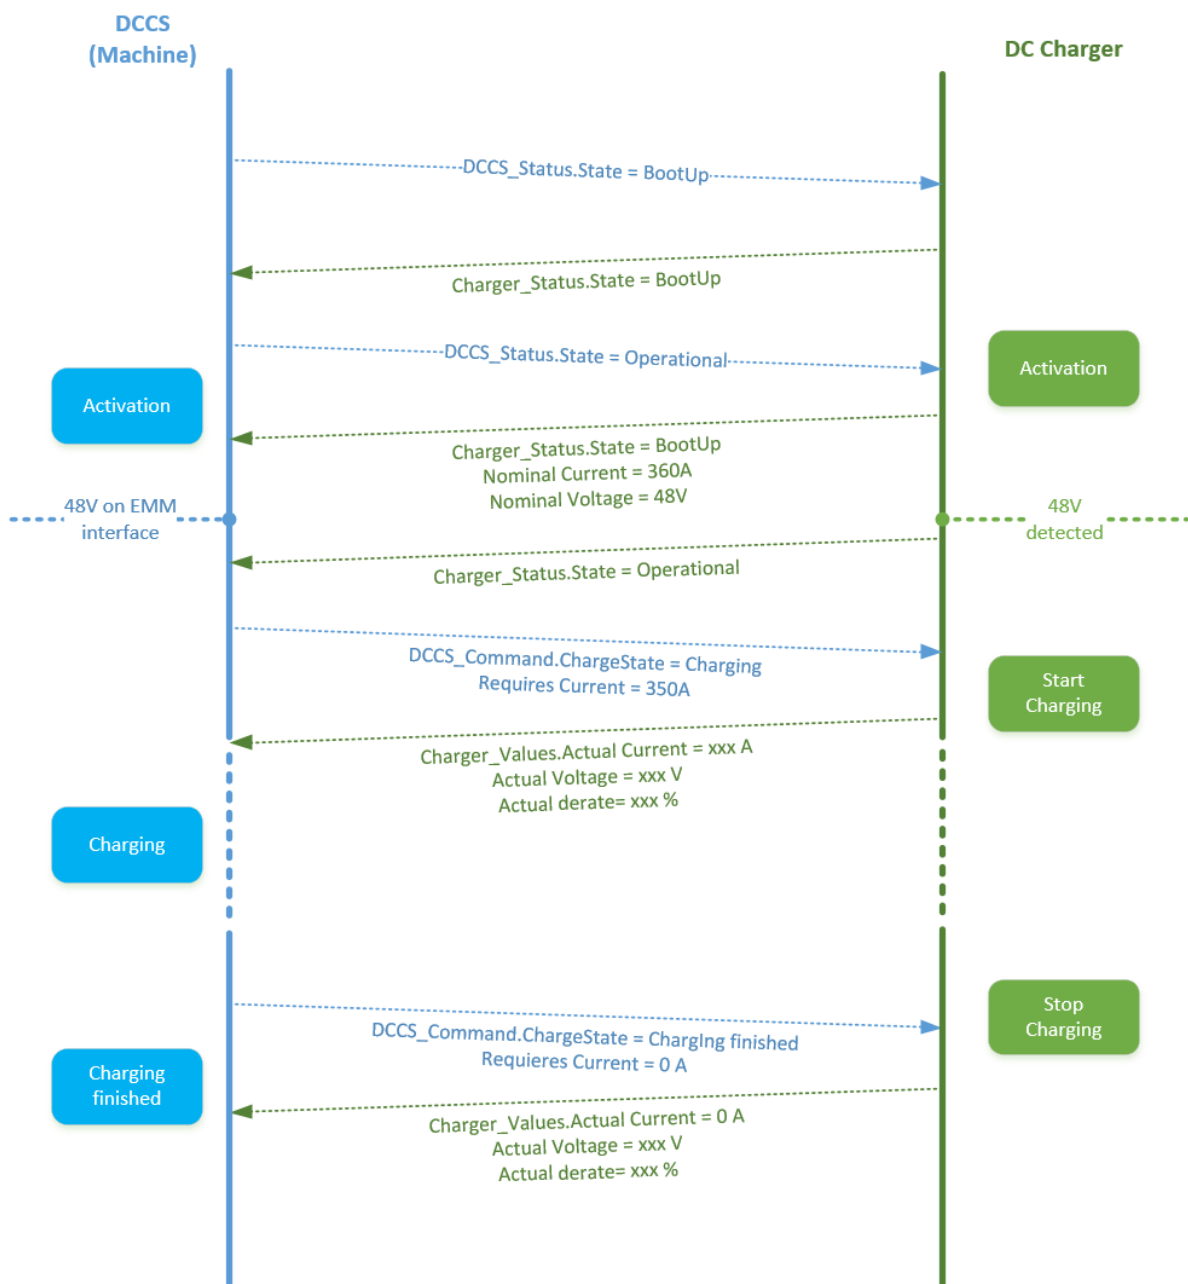 DCCS
(Machine)
DC Charger
DCCS_Status.State = BootUp
Charger_Status.State = BootUp
DCCS_Status.State = Operational
Activation
Activation
Charger_Status.State = BootUp
Nominal Current = 360A
Nominal Voltage = 48V
48V on EMM
interface
48V
detected
Charger_Status.State = Operational
DCCS_Command.ChargeState = Charging
Requires Current = 350A
Start
Charging
Charger_Values.Actual Current = xxx A
Actual Voltage = xxx V
Actual derate= xxx %
Charging
DCCS_Command.ChargeState = ChargIng finished
Requieres Current = 0 A
Stop
Charging
Charging
finished
Charger_Values.Actual Current = 0 A
Actual Voltage = xxx V
Actual derate= xxx %